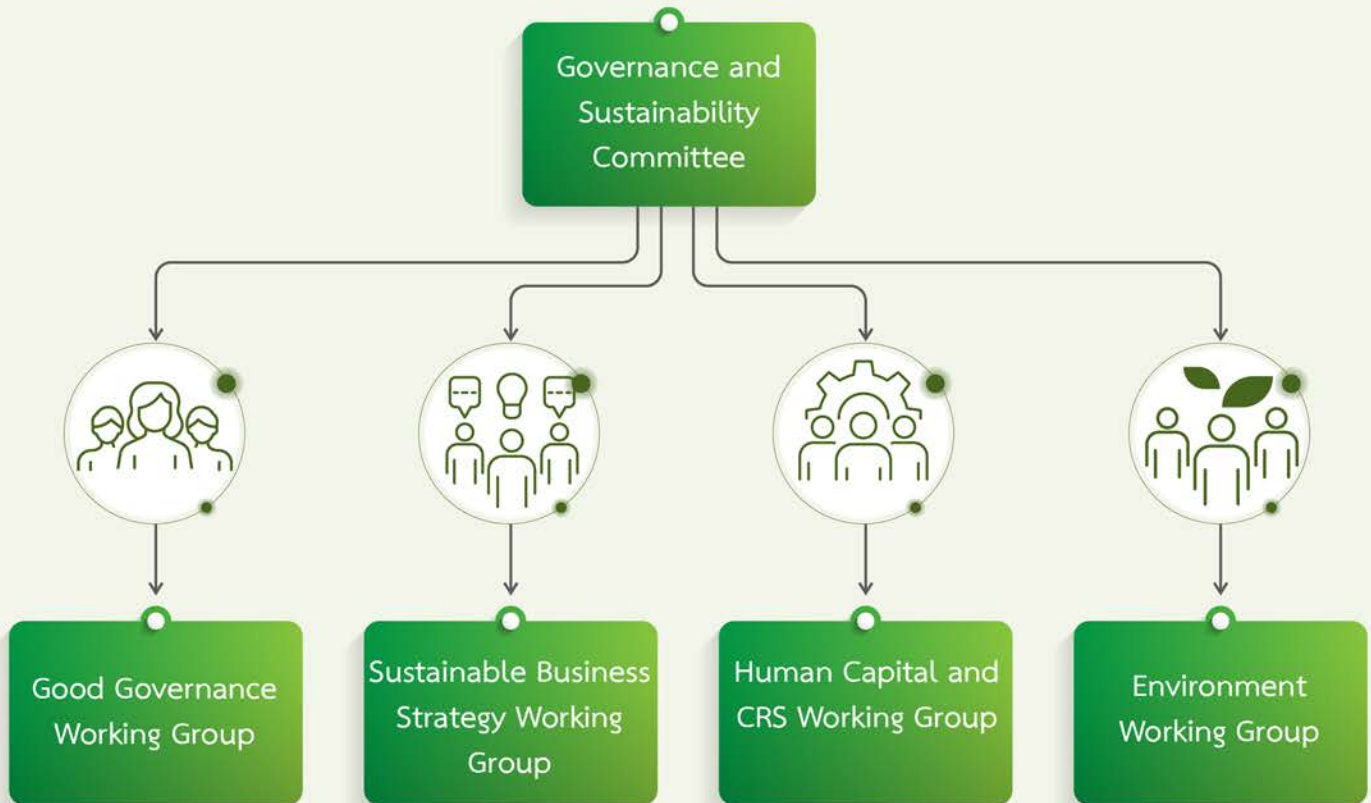 Governance and
Sustainability
Committee
Good Governance
Working Group
Sustainable Business
Strategy Working
Group
Human Capital and
CRS Working Group
Environment
Working Group